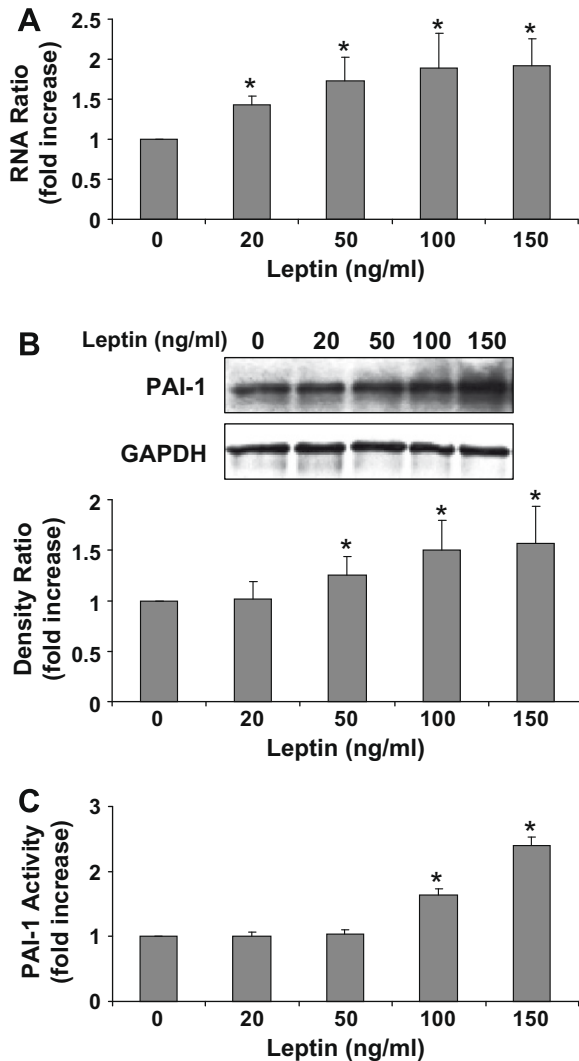 A
RNA Ratio
(fold increase)
2.5
2
1.5
1
0.5
0
*
*
*
*
0 20 50 100 150
Leptin (ng/ml)
B
Leptin (ng/ml) 0 20 50 100 150
PAI-1
GAPDH
Density Ratio
(fold increase)
2
1.5
1
0.5
0
*
*
*
0 20 50 100 150
Leptin (ng/ml)
C
PAI-1 Activity
(fold increase)
3
2
1
0
*
*
0 20 50 100 150
Leptin (ng/ml)